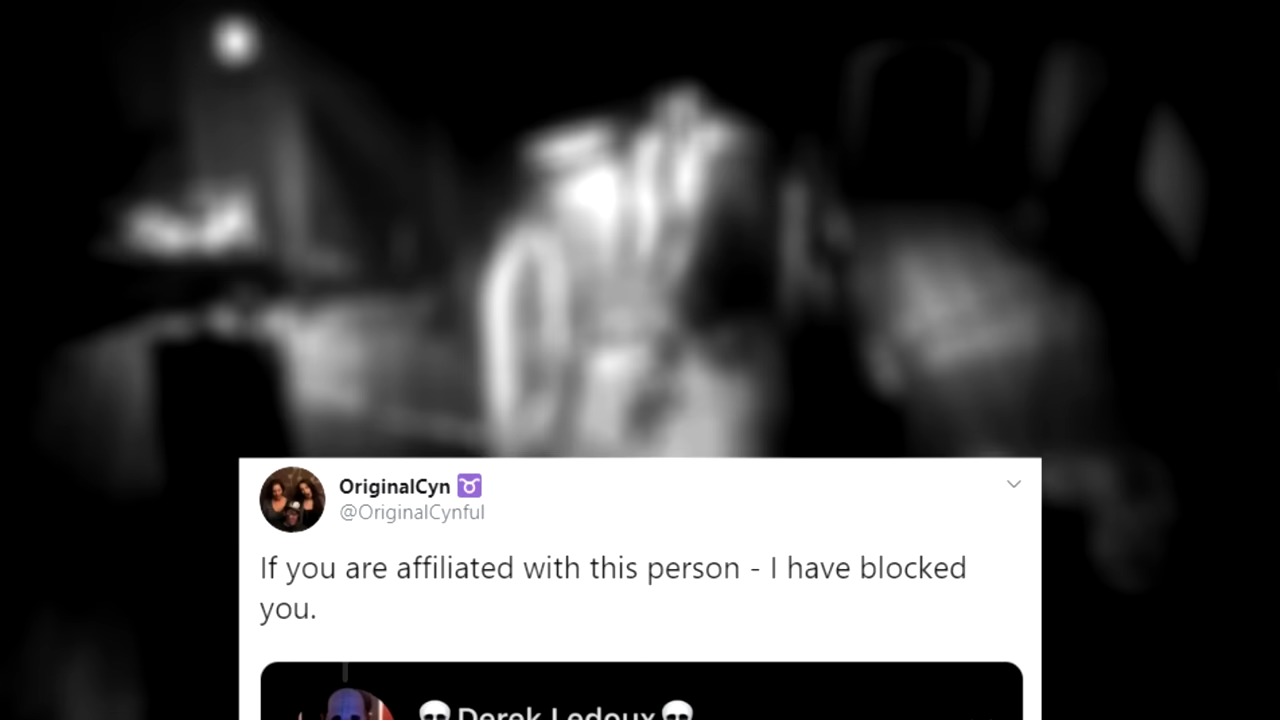 OriginalCyn ♉
@OriginalCynful
If you are affiliated with this person - I have blocked
you.
💀Derek Ledoux💀